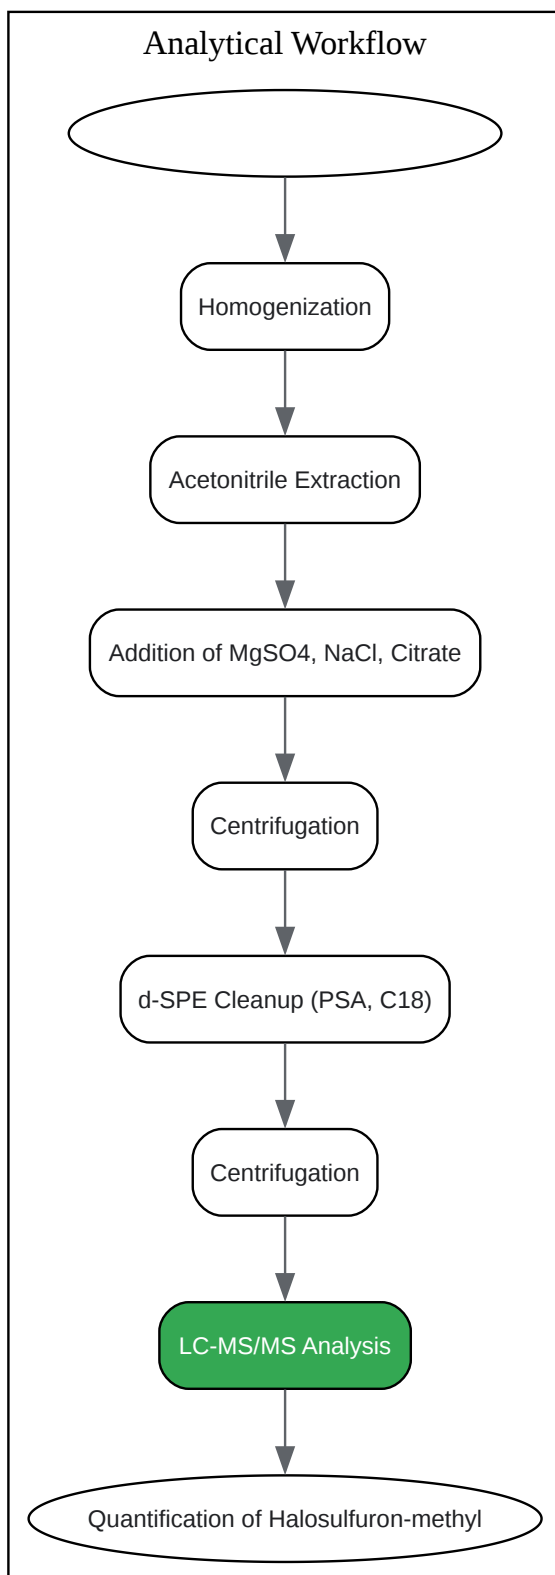 Analytical Workflow
Homogenization
Acetonitrile Extraction
Addition of MgSO4, NaCl, Citrate
Centrifugation
d-SPE Cleanup (PSA, C18)
Centrifugation
LC-MS/MS Analysis
Quantification of Halosulfuron-methyl